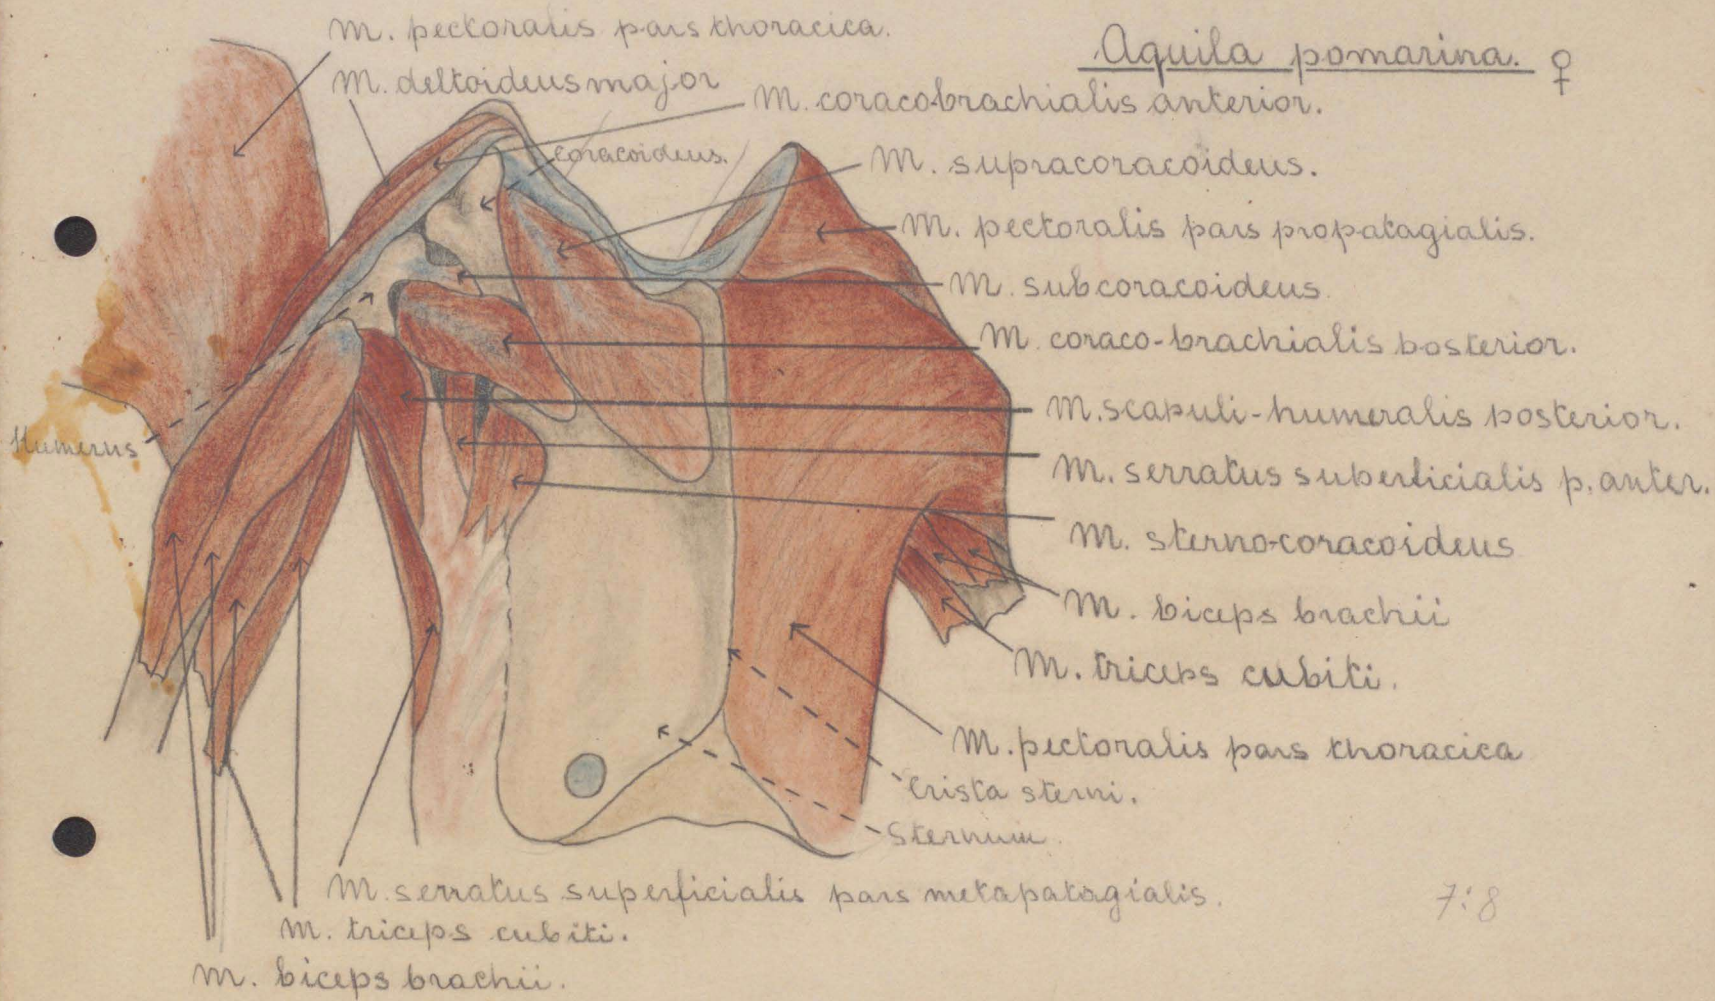 M. pectoralis pars thoracica.
Aquila pomarina. ♀
M. deltoideus major
M. coracobrachialis anterior.
coracoideus.
M. supracoracoideus.
M. pectoralis pars propatagialis.
M. subcoracoideus
M. coraco-brachialis posterior.
M. scapuli-humeralis posterior.
Humerus
M. serratus superficialis p. anter.
M. sterno-coracoideus
M. biceps brachii
M. triceps cubiti.
M. pectoralis pars thoracica
Crista sterni.
Sternum
M. serratus superficialis pars metapatagialis.
7:8
M. triceps cubiti.
M. biceps brachii.